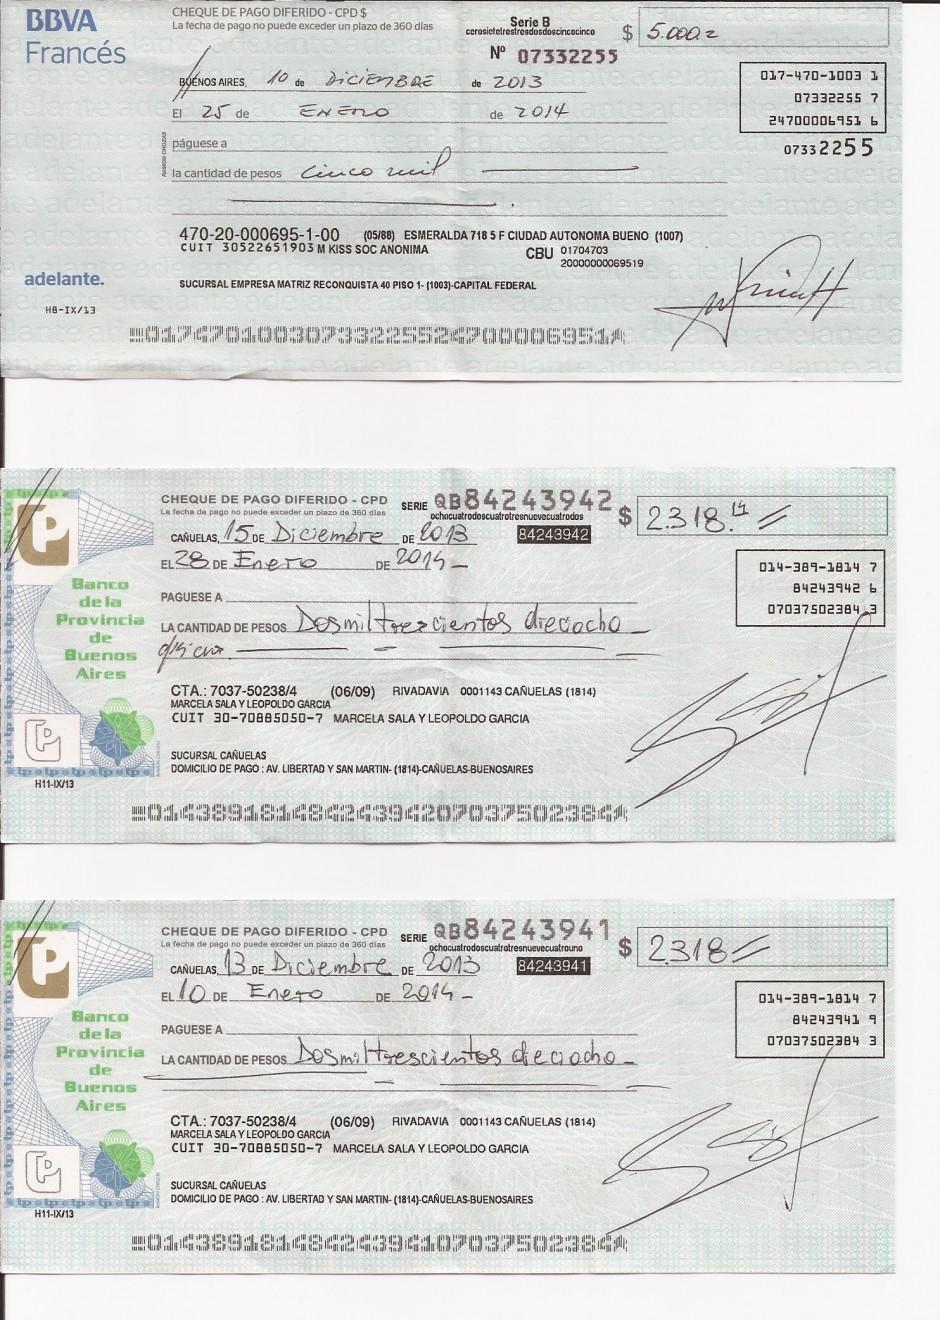 BBVA
Francés
CHEQUE DE PAGO DIFERIDO - CPD $
La fecha de pago no puede exceder un plazo de 360 días
Serie B
cerosietetrestresdosdoscincocinco
Nº 07332255
$ 5.000.=
BUENOS AIRES, 10 de DICIEMBRE de 2013
El 25 de ENERO de 2014
017-470-1003 1
07332255 7
24700006951 6
07332255
páguese a
la cantidad de pesos cinco mil
RAMON CHOZAS
470-20-000695-1-00 (05/88) ESMERALDA 718 5 F CIUDAD AUTONOMA BUENO (1007)
CUIT 30522651903 M KISS SOC ANONIMA
CBU 01704703
20000000069519
adelante.
SUCURSAL EMPRESA MATRIZ RECONQUISTA 40 PISO 1- (1003)-CAPITAL FEDERAL
H8-IX/13
01747010030733225524700006951
CHEQUE DE PAGO DIFERIDO - CPD
La fecha de pago no puede exceder un plazo de 360 días
SERIE QB84243942
ochocuatrodoscuatrotresnuevecuatrodos
84243942
$ 2.318.14
CAÑUELAS, 15 DE Diciembre DE 2013
EL 28 DE Enero DE 2014
014-389-1814 7
84243942 6
07037502384 3
Banco
de la
Provincia
de
Buenos
Aires
PAGUESE A
LA CANTIDAD DE PESOS Dosmiltrescientos dieciocho
CTA.: 7037-50238/4 (06/09) RIVADAVIA 0001143 CAÑUELAS (1814)
MARCELA SALA Y LEOPOLDO GARCIA
CUIT 30-70885050-7 MARCELA SALA Y LEOPOLDO GARCIA
SUCURSAL CAÑUELAS
DOMICILIO DE PAGO : AV. LIBERTAD Y SAN MARTIN- (1814)-CAÑUELAS-BUENOSAIRES
H11-IX/13
01438918148424394207037502384
CHEQUE DE PAGO DIFERIDO - CPD
La fecha de pago no puede exceder un plazo de 360 días
SERIE QB84243941
ochocuatrodoscuatrotresnuevecuatrouno
84243941
$ 2.318
CAÑUELAS, 13 DE Diciembre DE 2013
EL 10 DE Enero DE 2014
014-389-1814 7
84243941 9
07037502384 3
Banco
de la
Provincia
de
Buenos
Aires
PAGUESE A
LA CANTIDAD DE PESOS Dosmiltrescientos dieciocho
CTA.: 7037-50238/4 (06/09) RIVADAVIA 0001143 CAÑUELAS (1814)
MARCELA SALA Y LEOPOLDO GARCIA
CUIT 30-70885050-7 MARCELA SALA Y LEOPOLDO GARCIA
SUCURSAL CAÑUELAS
DOMICILIO DE PAGO : AV. LIBERTAD Y SAN MARTIN- (1814)-CAÑUELAS-BUENOSAIRES
H11-IX/13
01438918148424394107037502384